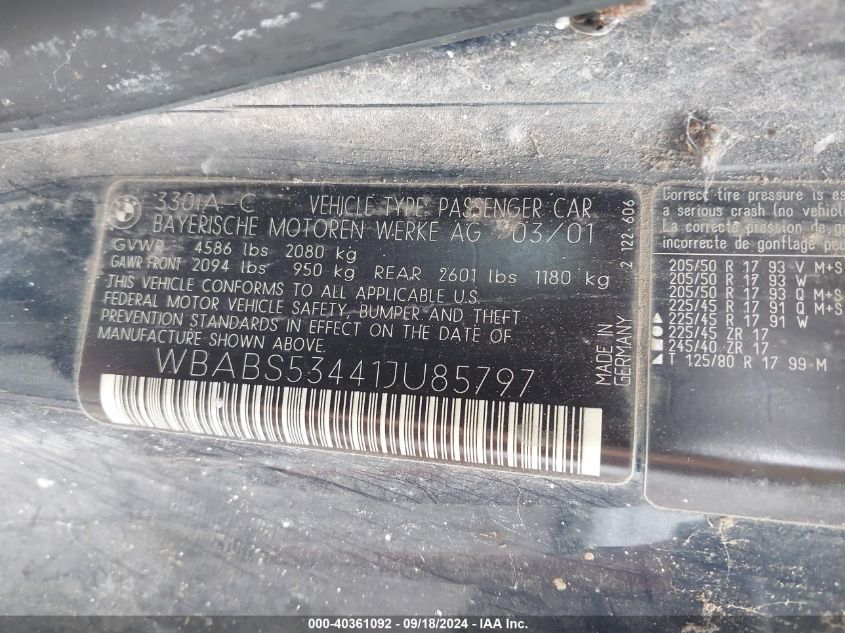 330IA-C VEHICLE TYPE PASSENGER CAR
BAYERISCHE MOTOREN WERKE AG 03/01
GVWR 4586 lbs 2080 kg
GAWR FRONT 2094 lbs 950 kg REAR 2601 lbs 1180 kg
THIS VEHICLE CONFORMS TO ALL APPLICABLE U.S.
FEDERAL MOTOR VEHICLE SAFETY, BUMPER AND THEFT
PREVENTION STANDARDS IN EFFECT ON THE DATE OF
MANUFACTURE SHOWN ABOVE.
WBABS53441JU85797
MADE IN
GERMANY
2 122 606
Correct tire pressure is es
a serious crash (no vehicl
La correcte pression de
incorrecte de gonflage peu
205/50 R 17 93 V M+S
205/50 R 17 93 W
205/50 R 17 93 Q M+S
225/45 R 17 91 Q M+S
225/45 R 17 91 W
225/45 ZR 17
245/40 ZR 17
T 125/80 R 17 99 M
000-40361092 - 09/18/2024 - IAAI.com